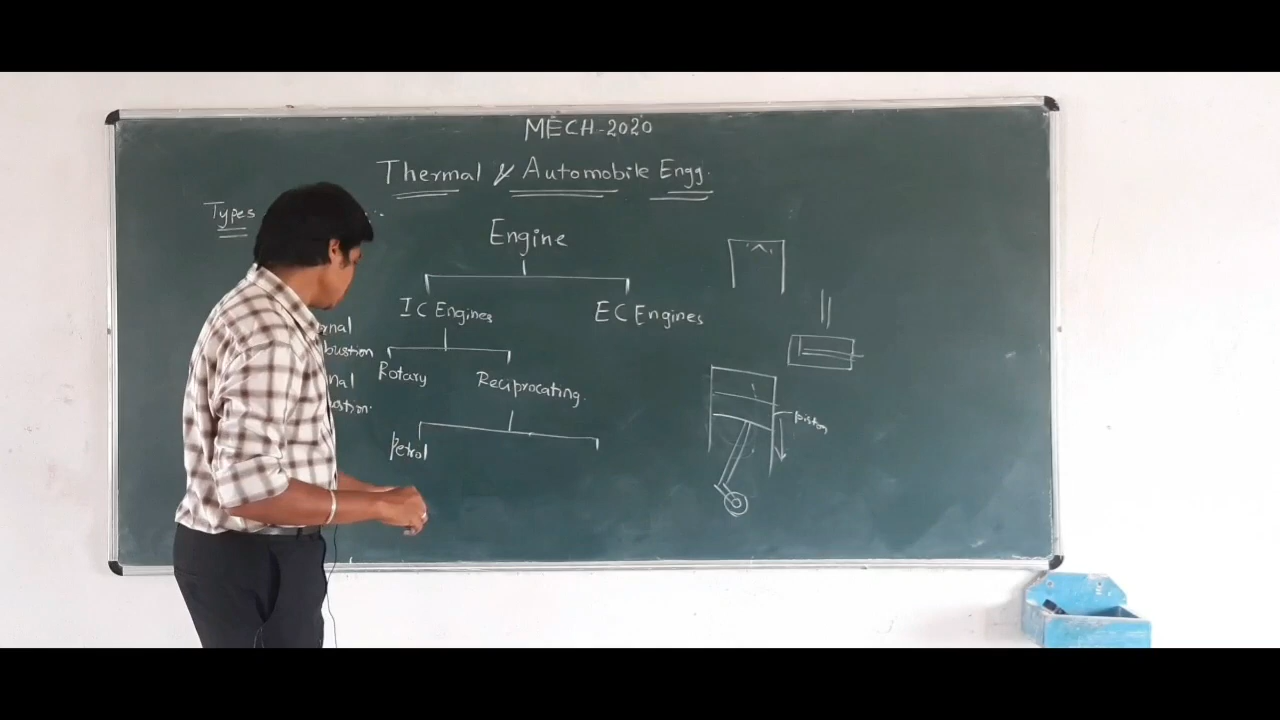 MECH-2020
Thermal & Automobile Engg.
Types
Engine
IC Engines
EC Engines
Rotary
Reciprocating.
Petrol
piston